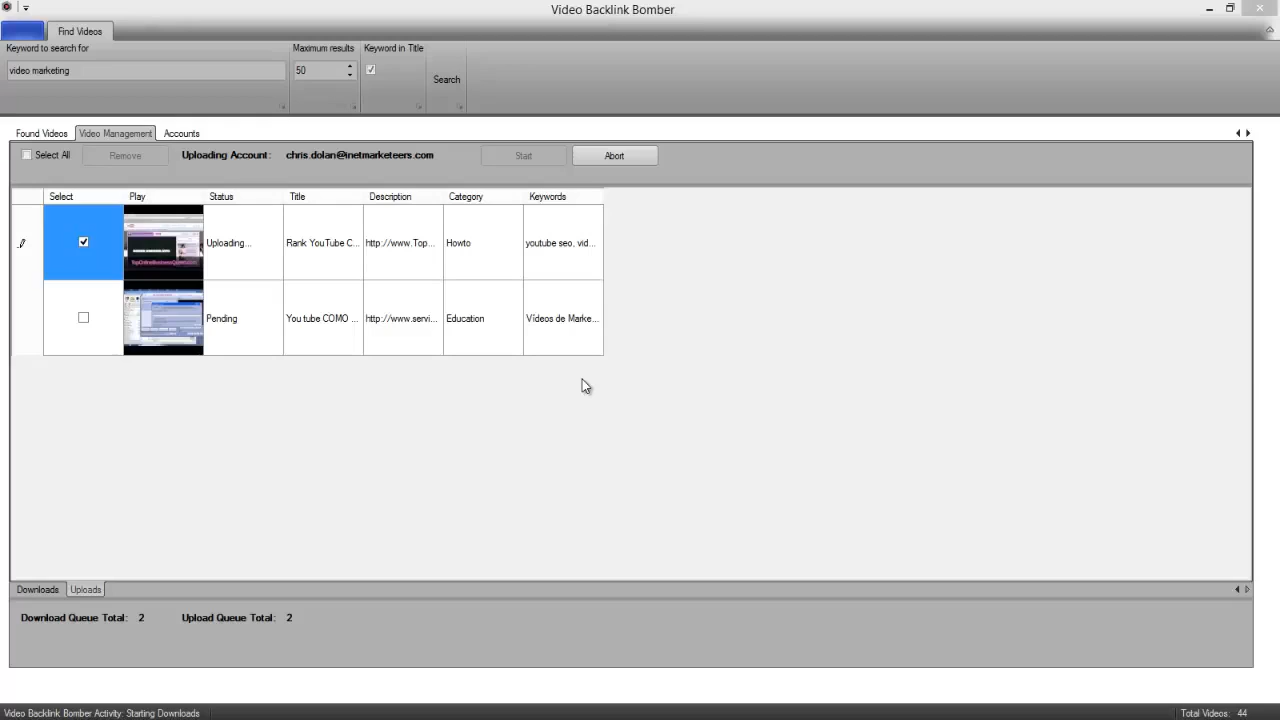 Video Backlink Bomber
Find Videos
Keyword to search for
Maximum results
Keyword in Title
video marketing
50
Search
Found Videos
Video Management
Accounts
Select All
Remove
Uploading Account:
chris.dolan@inetmarketeers.com
Start
Abort
Select
Play
Status
Title
Description
Category
Keywords
Uploading...
Rank YouTube C...
http://www.Top...
Howto
youtube seo, vid...
Pending
You tube COMO ...
http://www.servi...
Education
Vídeos de Marke...
Downloads
Uploads
Download Queue Total: 2
Upload Queue Total: 2
Video Backlink Bomber Activity: Starting Downloads
Total Videos: 44